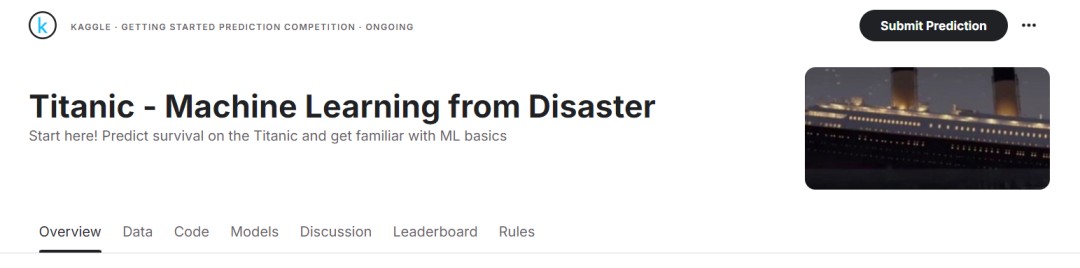 k
KAGGLE · GETTING STARTED PREDICTION COMPETITION · ONGOING
Submit Prediction
Titanic - Machine Learning from Disaster
Start here! Predict survival on the Titanic and get familiar with ML basics
Overview Data Code Models Discussion Leaderboard Rules